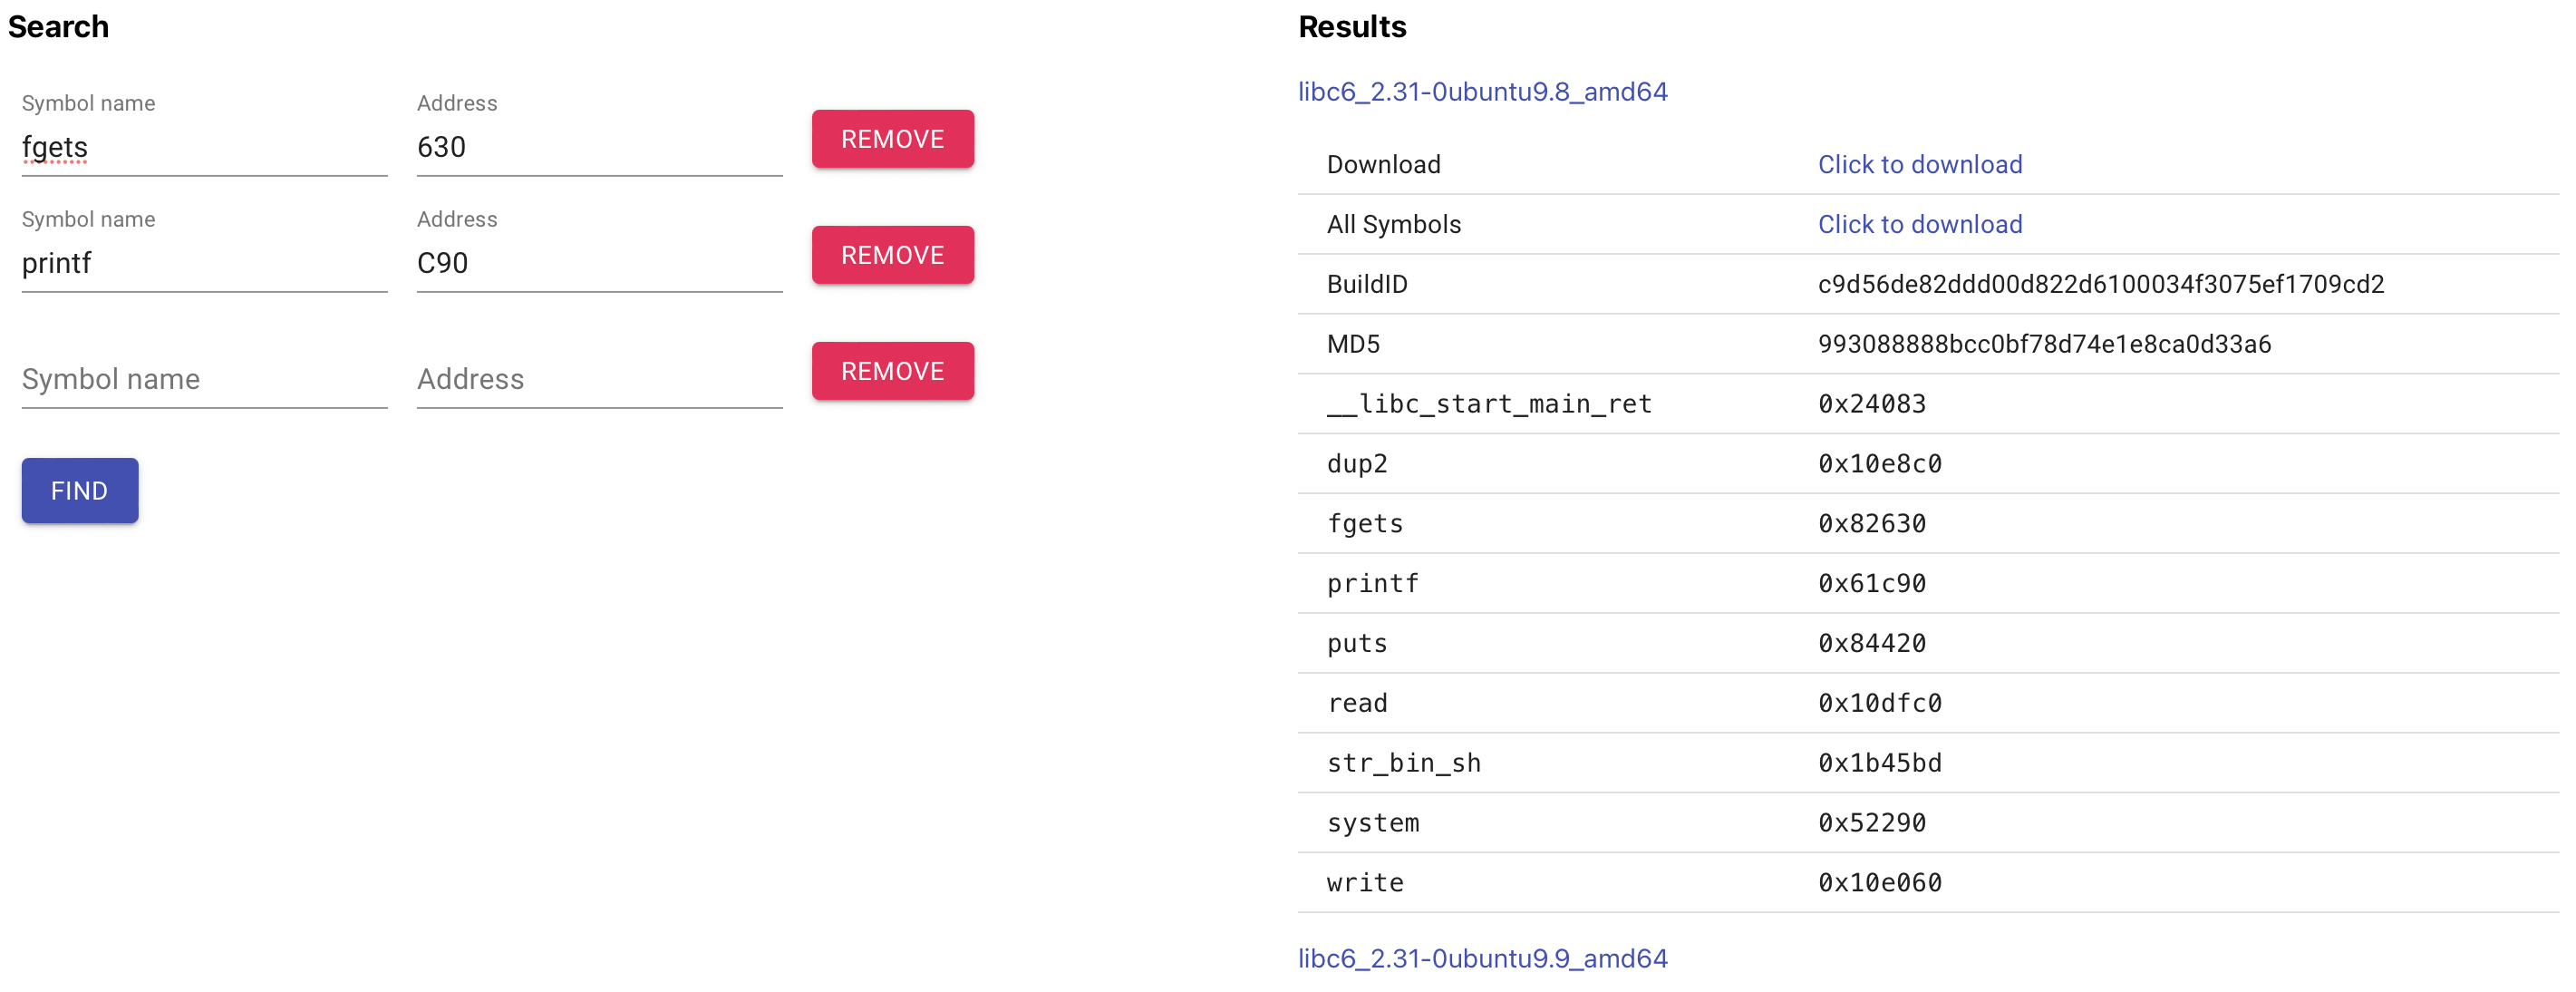 Search
Symbol name Address
fgets 630 REMOVE
Symbol name Address
printf C90 REMOVE
Symbol name Address REMOVE
FIND
Results
libc6_2.31-0ubuntu9.8_amd64
Download Click to download
All Symbols Click to download
BuildID c9d56de82ddd00d822d6100034f3075ef1709cd2
MD5 993088888bcc0bf78d74e1e8ca0d33a6
__libc_start_main_ret 0x24083
dup2 0x10e8c0
fgets 0x82630
printf 0x61c90
puts 0x84420
read 0x10dfc0
str_bin_sh 0x1b45bd
system 0x52290
write 0x10e060
libc6_2.31-0ubuntu9.9_amd64